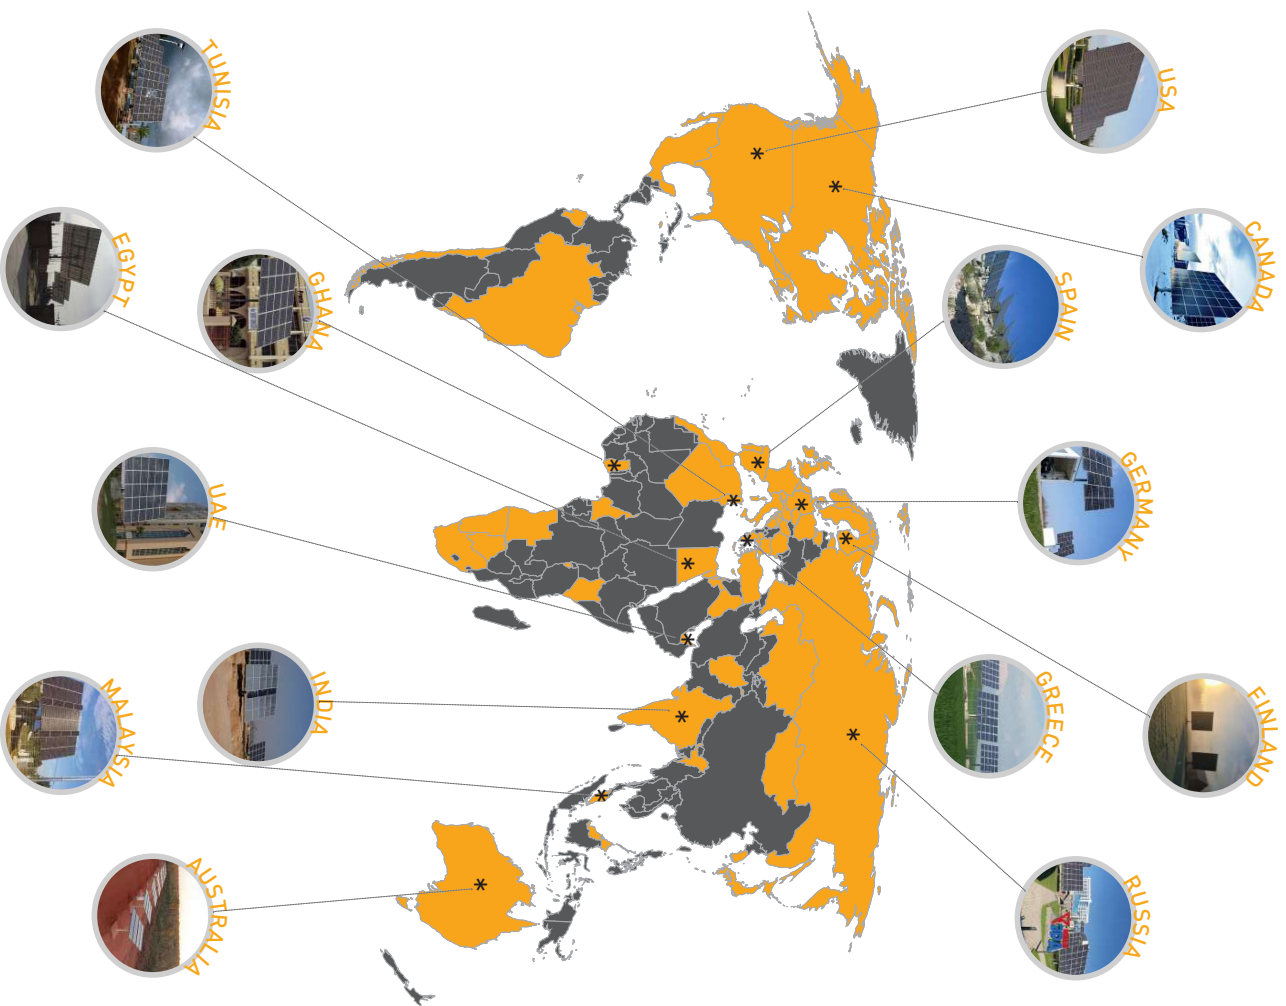 USA
CANADA
SPAIN
GERMANY
GREECE
FINLAND
RUSSIA
TUNISIA
EGYPT
GHANA
UAE
INDIA
MALAYSIA
AUSTRALIA